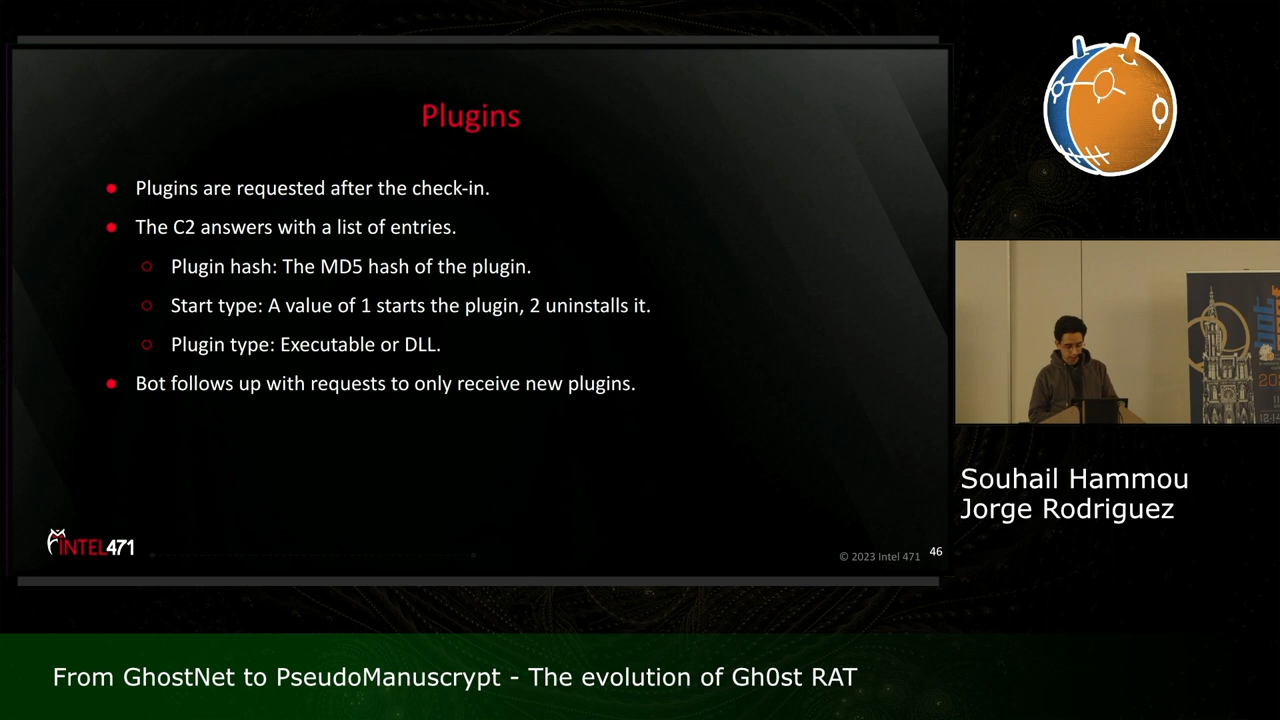 Plugins
Plugins are requested after the check-in.
The C2 answers with a list of entries.
Plugin hash: The MD5 hash of the plugin.
Start type: A value of 1 starts the plugin, 2 uninstalls it.
Plugin type: Executable or DLL.
Bot follows up with requests to only receive new plugins.
INTEL471
© 2023 Intel 471
46
Souhail Hammou
Jorge Rodriguez
From GhostNet to PseudoManuscrypt - The evolution of Gh0st RAT